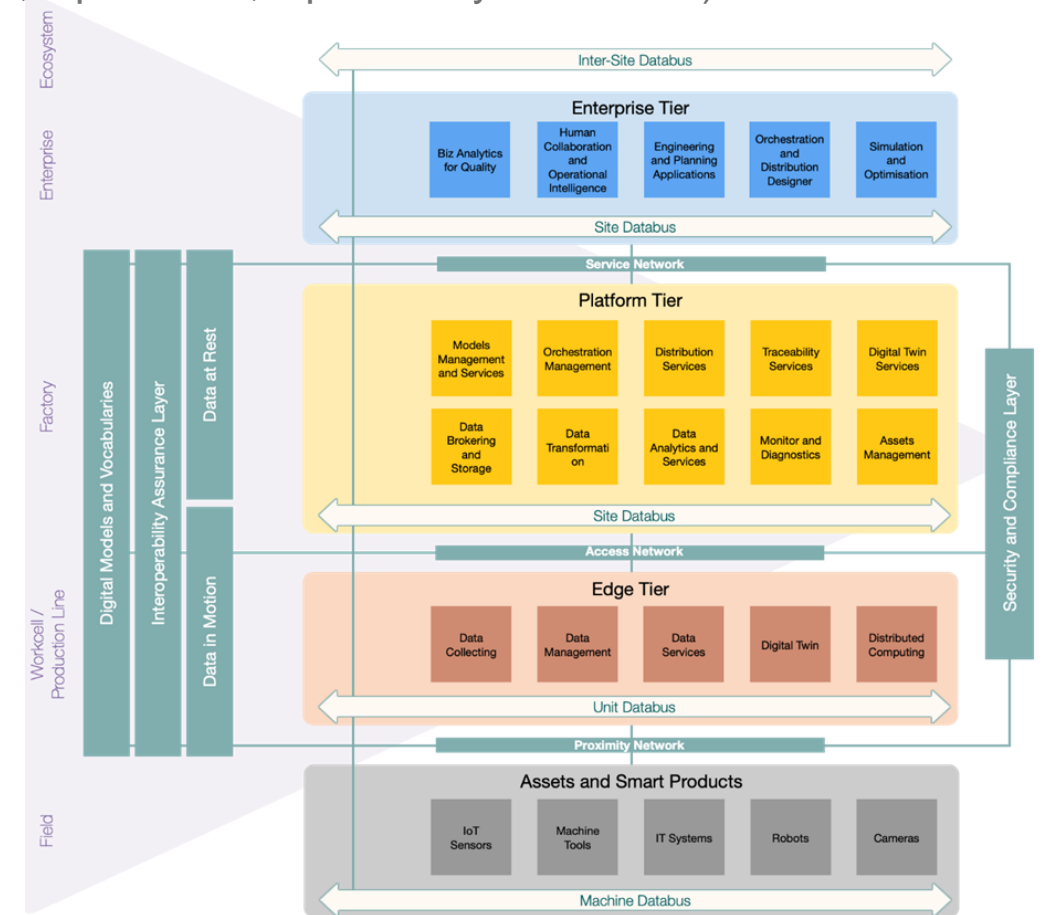 Ecosystem
Inter-Site Databus
Enterprise
Enterprise Tier
Biz Analytics
for Quality
Human
Collaboration
and
Operational
Intelligence
Engineering
and Planning
Applications
Orchestration
and
Distribution
Designer
Simulation
and
Optimisation
Site Databus
Service Network
Digital Models and Vocabularies
Interoperability Assurance Layer
Data at Rest
Data in Motion
Security and Compliance Layer
Factory
Platform Tier
Models
Management
and Services
Orchestration
Management
Distribution
Services
Traceability
Services
Digital Twin
Services
Data
Brokering
and
Storage
Data
Transformati
on
Data
Analytics and
Services
Monitor and
Diagnostics
Assets
Management
Site Databus
Access Network
Workcell /
Production Line
Edge Tier
Data
Collecting
Data
Management
Data
Services
Digital Twin
Distributed
Computing
Unit Databus
Proximity Network
Field
Assets and Smart Products
IoT
Sensors
Machine
Tools
IT Systems
Robots
Cameras
Machine Databus